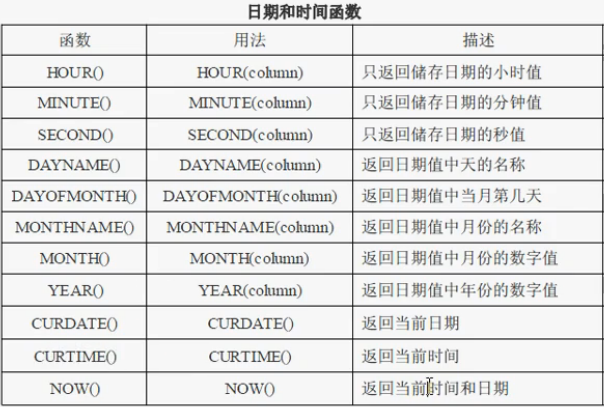 日期和时间函数
函数 用法 描述
HOUR() HOUR(column) 只返回储存日期的小时值
MINUTE() MINUTE(column) 只返回储存日期的分钟值
SECOND() SECOND(column) 只返回储存日期的秒值
DAYNAME() DAYNAME(column) 返回日期值中天的名称
DAYOFMONTH() DAYOFMONTH(column) 返回日期值中当月第几天
MONTHNAME() MONTHNAME(column) 返回日期值中月份的名称
MONTH() MONTH(column) 返回日期值中月份的数字值
YEAR() YEAR(column) 返回日期值中年份的数字值
CURDATE() CURDATE() 返回当前日期
CURTIME() CURTIME() 返回当前时间
NOW() NOW() 返回当前时间和日期